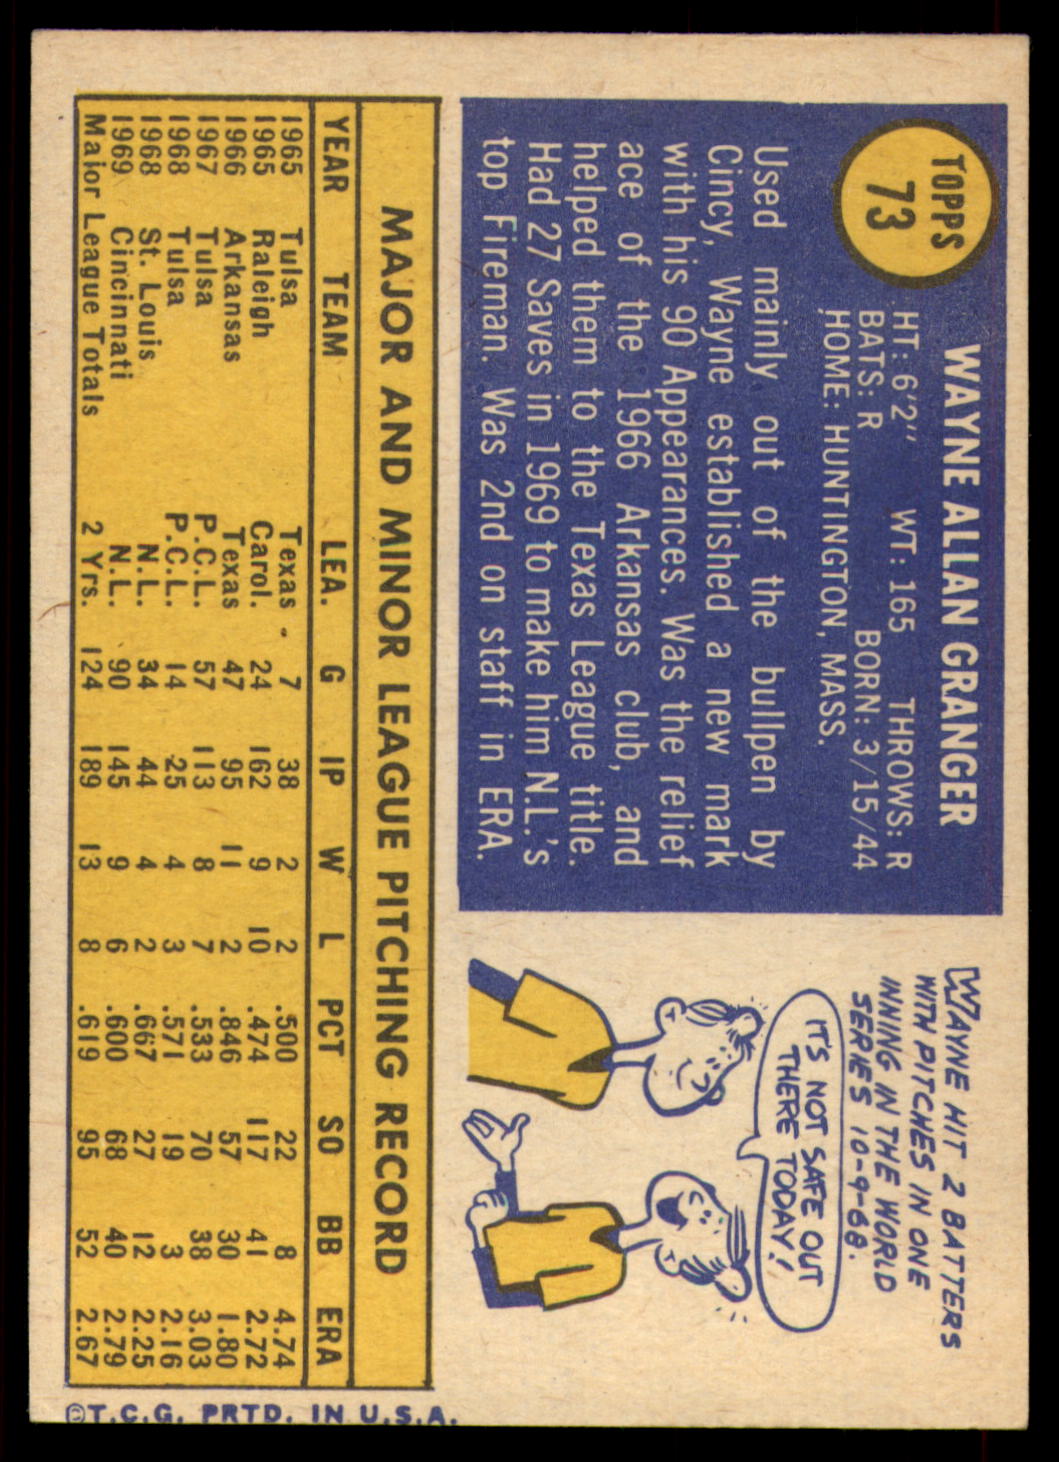 TOPPS
73
WAYNE ALLAN GRANGER
HT: 6'2" WT: 165 THROWS: R
BATS: R BORN: 3/15/44
HOME: HUNTINGTON, MASS.
Used mainly out of the bullpen by
Cincy, Wayne established a new mark
with his 90 Appearances. Was the relief
ace of the 1966 Arkansas club, and
helped them to the Texas League title.
Had 27 Saves in 1969 to make him N.L.'s
top Fireman. Was 2nd on staff in ERA.
WAYNE HIT 2 BATTERS
WITH PITCHES IN ONE
INNING IN THE WORLD
SERIES 10-9-68.
IT'S NOT SAFE OUT
THERE TODAY!
MAJOR AND MINOR LEAGUE PITCHING RECORD
YEAR TEAM LEA. G IP W L PCT SO BB ERA
1965 Tulsa Texas 7 38 2 2 .500 22 8 4.74
1965 Raleigh Carol. 24 162 9 10 .474 117 41 2.72
1966 Arkansas Texas 47 95 11 2 .846 57 30 1.80
1967 Tulsa P.C.L. 57 113 8 7 .533 70 38 3.03
1968 Tulsa P.C.L. 14 25 4 3 .571 19 3 2.16
1968 St. Louis N.L. 34 44 4 2 .667 27 12 2.25
1969 Cincinnati N.L. 90 145 9 6 .600 68 40 2.79
Major League Totals 2 Yrs. 124 189 13 8 .619 95 52 2.67
©T.C.G. PRTD. IN U.S.A.